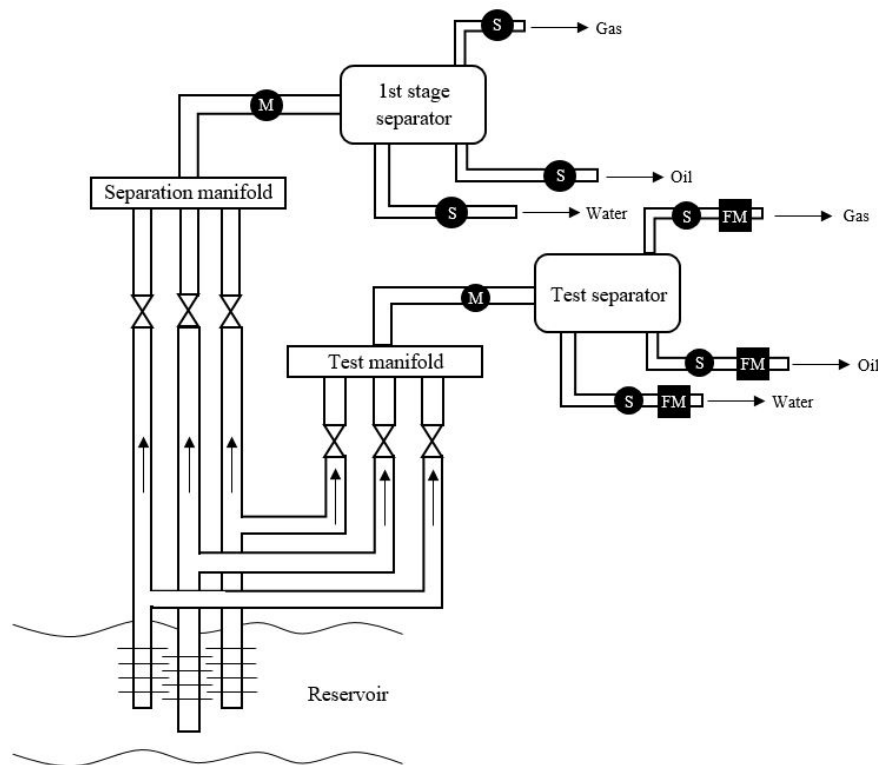 S
Gas
1st stage
separator
M
S
Oil
Separation manifold
S
Water
S
FM
Gas
M
Test separator
Test manifold
S
FM
Oil
S
FM
Water
Reservoir